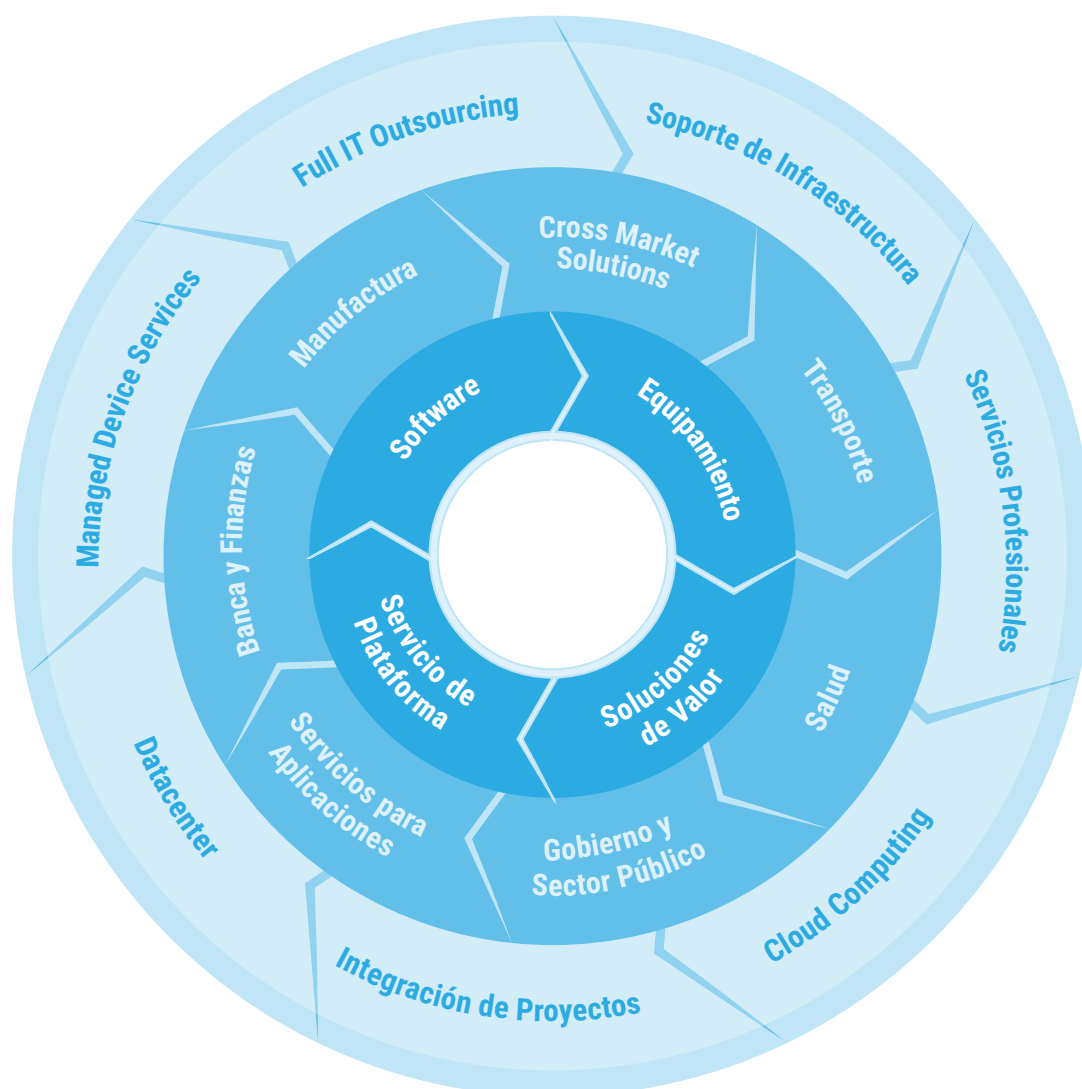 Full IT Outsourcing
Soporte de Infraestructura
Servicios Profesionales
Cloud Computing
Integración de Proyectos
Datacenter
Managed Device Services
Cross Market
Solutions
Transporte
Salud
Gobierno y
Sector Público
Servicios para
Aplicaciones
Banca y Finanzas
Manufactura
Software
Equipamiento
Soluciones
de Valor
Servicio de
Plataforma